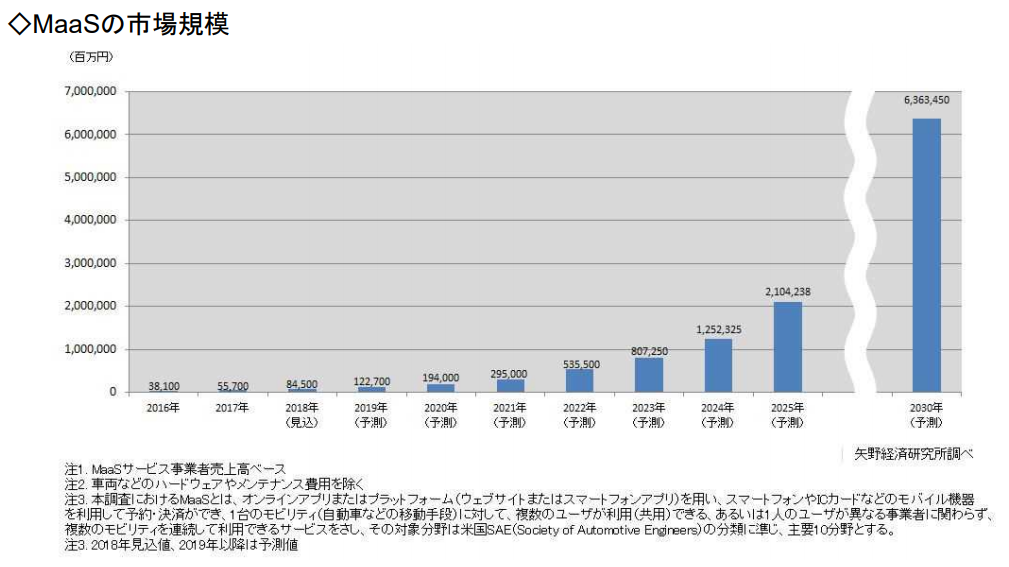 ◇MaaSの市場規模
（百万円）
7,000,000
6,000,000
5,000,000
4,000,000
3,000,000
2,000,000
1,000,000
0
38,100
55,700
84,500
122,700
194,000
295,000
535,500
807,250
1,252,325
2,104,238
6,363,450
2016年
2017年
2018年
（見込）
2019年
（予測）
2020年
（予測）
2021年
（予測）
2022年
（予測）
2023年
（予測）
2024年
（予測）
2025年
（予測）
2030年
（予測）
矢野経済研究所調べ
注1. MaaSサービス事業者売上高ベース
注2. 車両などのハードウェアやメンテナンス費用を除く
注3. 本調査におけるMaaSとは、オンラインアプリまたはプラットフォーム（ウェブサイトまたはスマートフォンアプリ）を用い、スマートフォンやICカードなどのモバイル機器
を利用して予約・決済ができ、1台のモビリティ（自動車などの移動手段）に対して、複数のユーザが利用（共用）できる、あるいは1人のユーザが異なる事業者に関わらず、
複数のモビリティを連続して利用できるサービスをさし、その対象分野は米国SAE（Society of Automotive Engineers）の分類に準じ、主要10分野とする。
注3. 2018年見込値、2019年以降は予測値